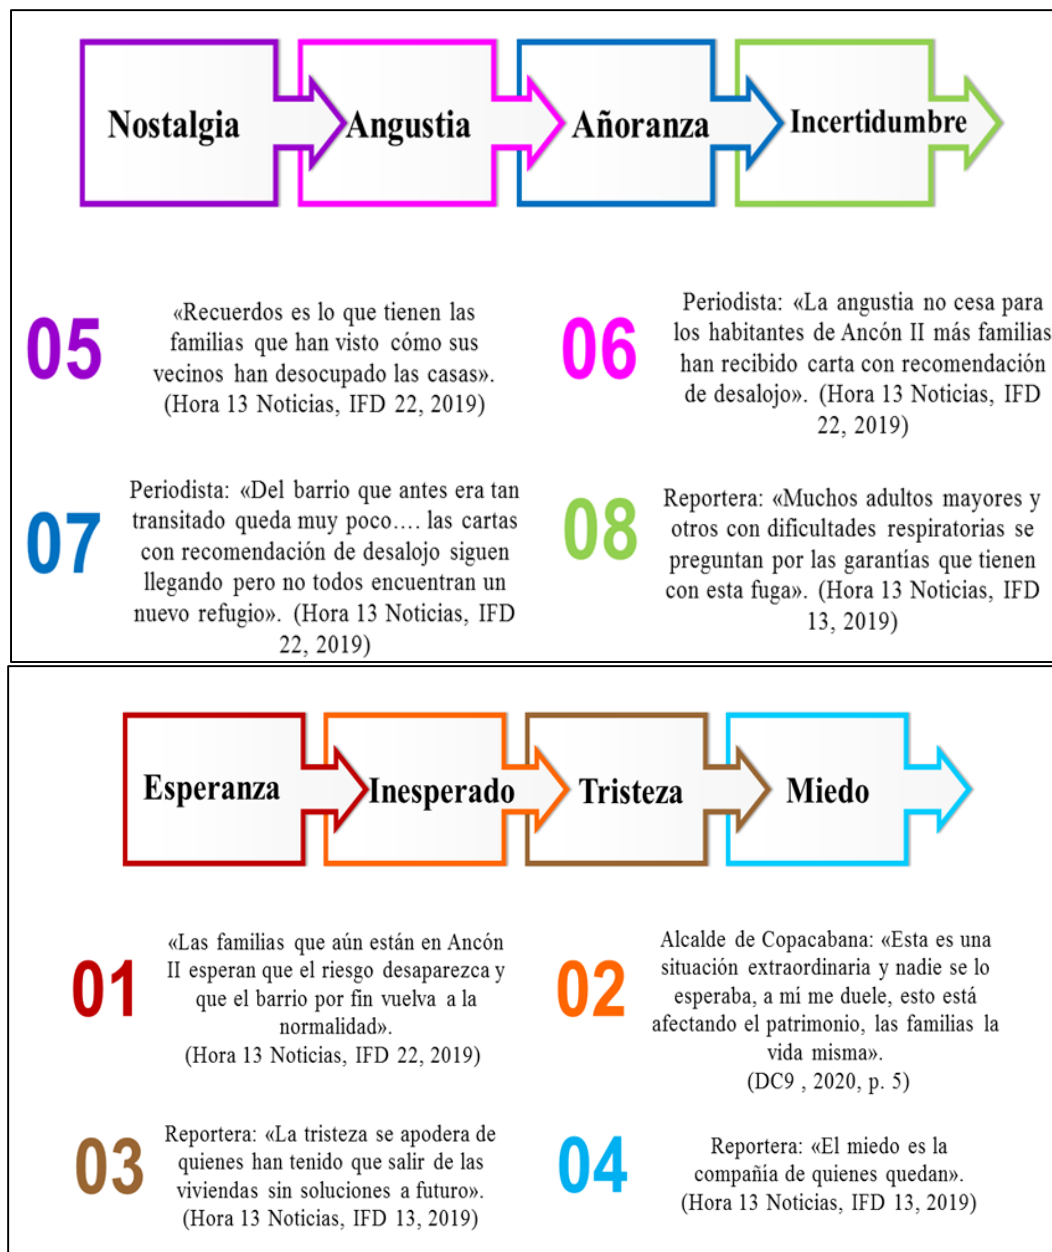 Nostalgia
Angustia
Añoranza
Incertidumbre
05
«Recuerdos es lo que tienen las
familias que han visto cómo sus
vecinos han desocupado las casas».
(Hora 13 Noticias, IFD 22, 2019)
06
Periodista: «La angustia no cesa para
los habitantes de Ancón II más familias
han recibido carta con recomendación
de desalojo». (Hora 13 Noticias, IFD
22, 2019)
07
Periodista: «Del barrio que antes era tan
transitado queda muy poco.... las cartas
con recomendación de desalojo siguen
llegando pero no todos encuentran un
nuevo refugio». (Hora 13 Noticias, IFD
22, 2019)
08
Reportera: «Muchos adultos mayores y
otros con dificultades respiratorias se
preguntan por las garantías que tienen
con esta fuga». (Hora 13 Noticias, IFD
13, 2019)
Esperanza
Inesperado
Tristeza
Miedo
01
«Las familias que aún están en Ancón
II esperan que el riesgo desaparezca y
que el barrio por fin vuelva a la
normalidad».
(Hora 13 Noticias, IFD 22, 2019)
02
Alcalde de Copacabana: «Esta es una
situación extraordinaria y nadie se lo
esperaba, a mí me duele, esto está
afectando el patrimonio, las familias la
vida misma».
(DC9 , 2020, p. 5)
03
Reportera: «La tristeza se apodera de
quienes han tenido que salir de las
viviendas sin soluciones a futuro».
(Hora 13 Noticias, IFD 13, 2019)
04
Reportera: «El miedo es la
compañía de quienes quedan».
(Hora 13 Noticias, IFD 13, 2019)